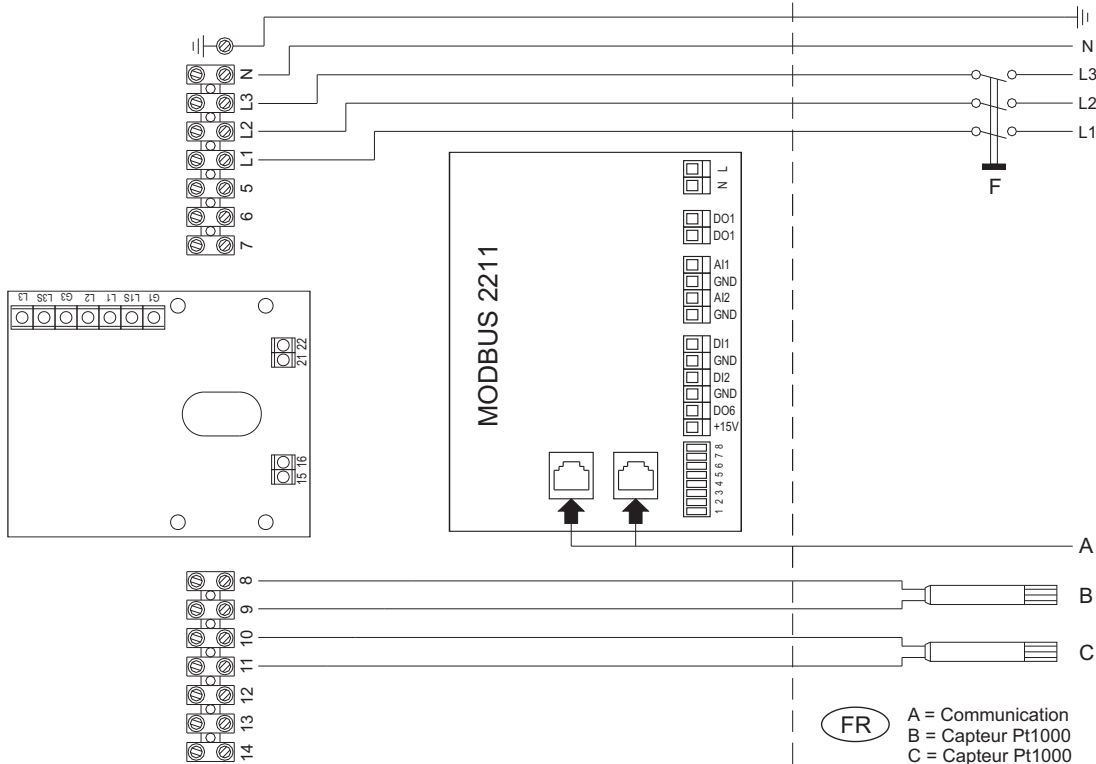 N
L3
L2
L1
F
N
L3
L2
L1
5
6
7
L3 L3S G3 L2 L1 L1S G1
21 22
15 16
MODBUS 2211
N L
DO1
DO1
AI1
GND
AI2
GND
DI1
GND
DI2
GND
DO6
+15V
1 2 3 4 5 6 7 8
A
8
9
10
11
12
13
14
B
C
FR
A = Communication
B = Capteur Pt1000
C = Capteur Pt1000